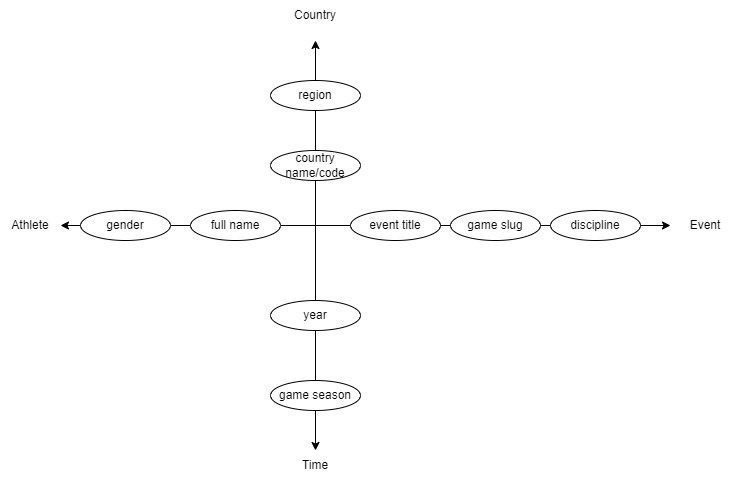 Country
region
country
name/code
Athlete
gender
full name
event title
game slug
discipline
Event
year
game season
Time